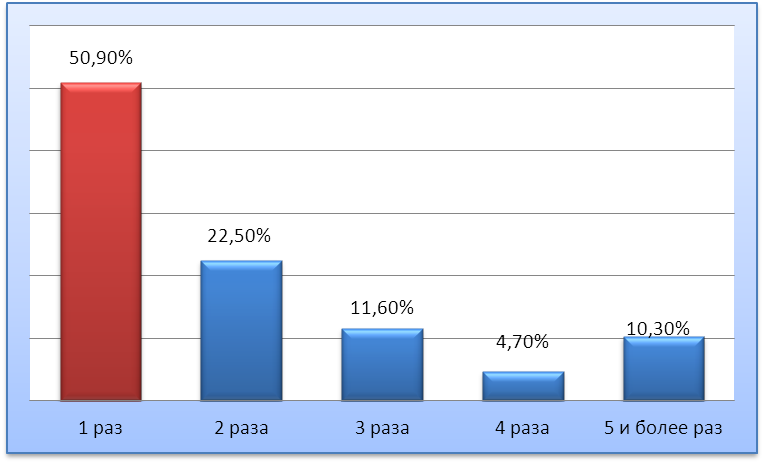 50,90%
22,50%
11,60%
4,70%
10,30%
1 раз
2 раза
3 раза
4 раза
5 и более раз